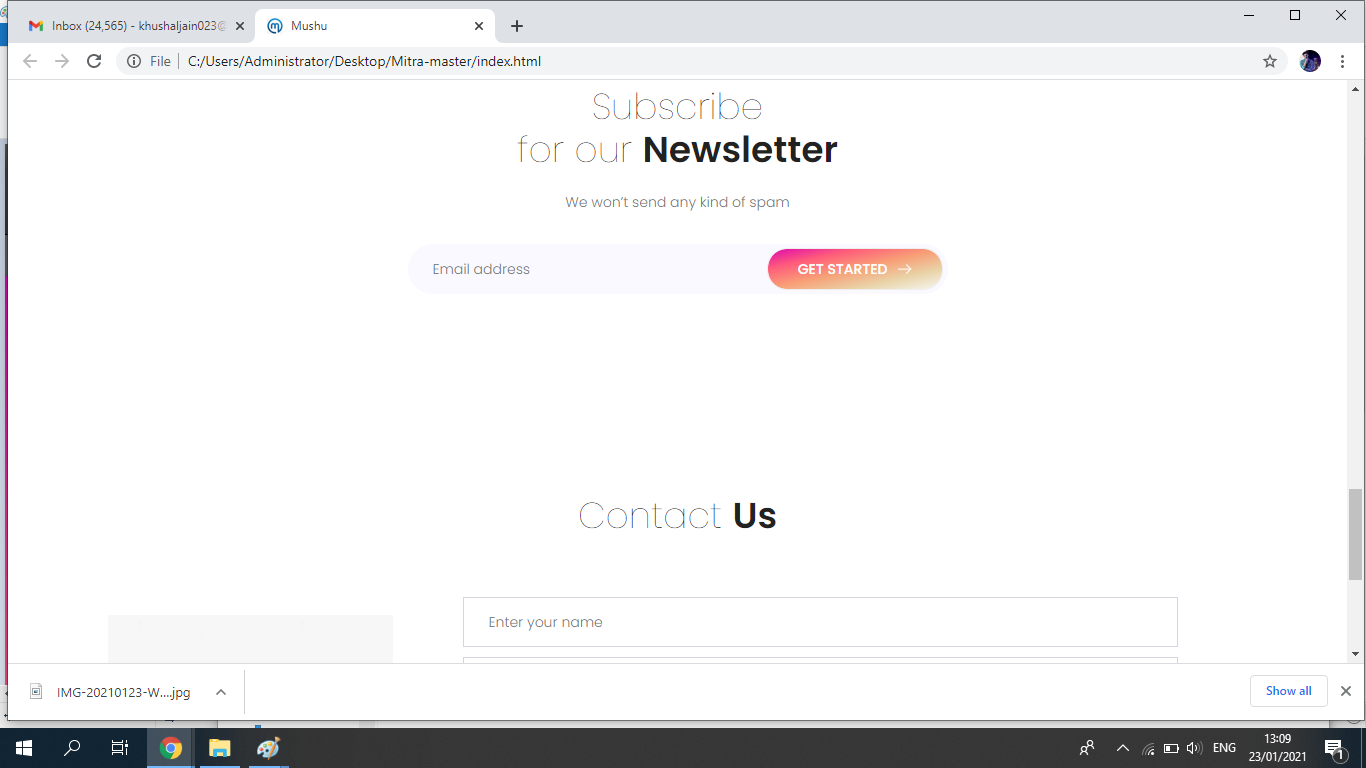 Inbox (24,565) - khushaljain023@
Mushu
File
C:/Users/Administrator/Desktop/Mitra-master/index.html
Subscribe
for our Newsletter
We won't send any kind of spam
Email address
GET STARTED
Contact Us
Enter your name
IMG-20210123-W....jpg
Show all
ENG
13:09
23/01/2021
1